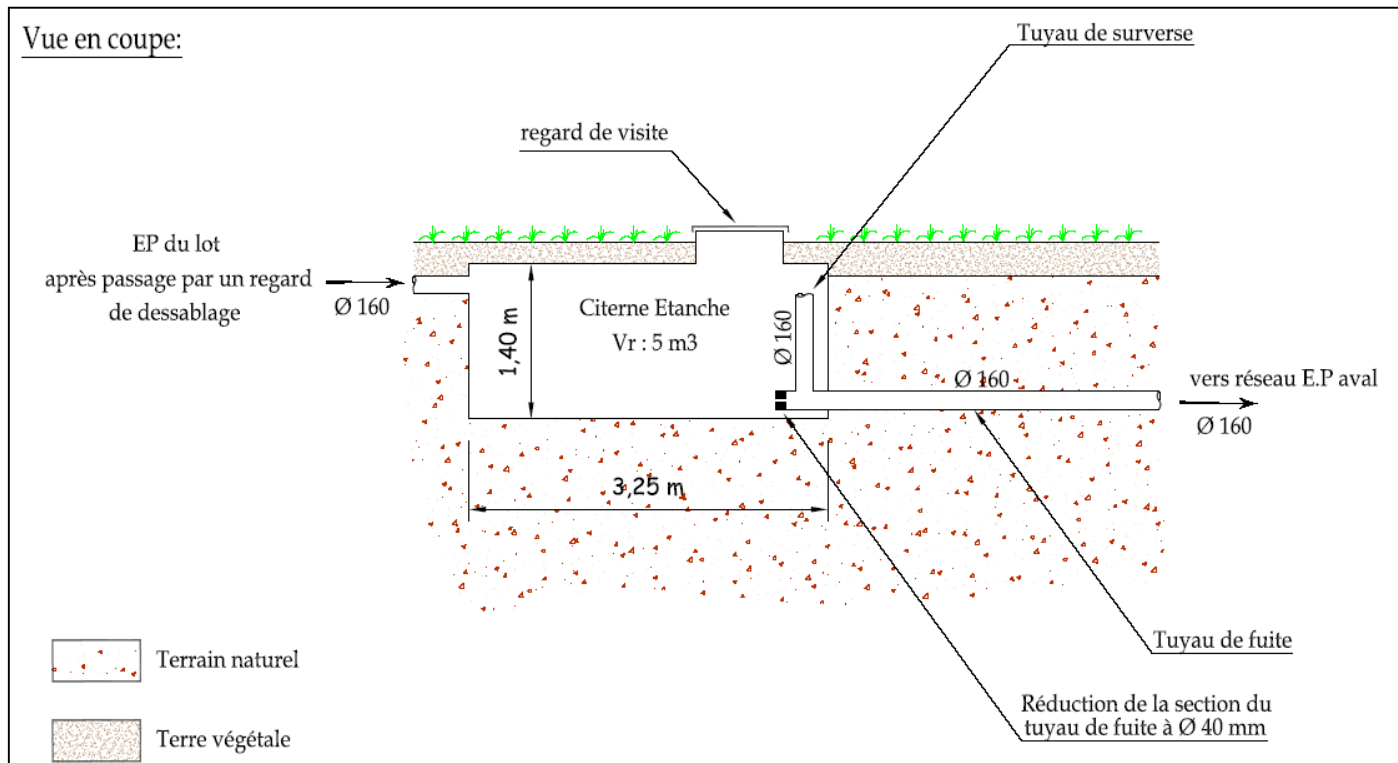 Vue en coupe:
Tuyau de surverse
regard de visite
EP du lot
après passage par un regard
de dessablage
Ø 160
1,40 m
Citerne Etanche
Vr : 5 m3
Ø 160
Ø 160
vers réseau E.P aval
Ø 160
3,25 m
Tuyau de fuite
Réduction de la section du
tuyau de fuite à Ø 40 mm
Terrain naturel
Terre végétale